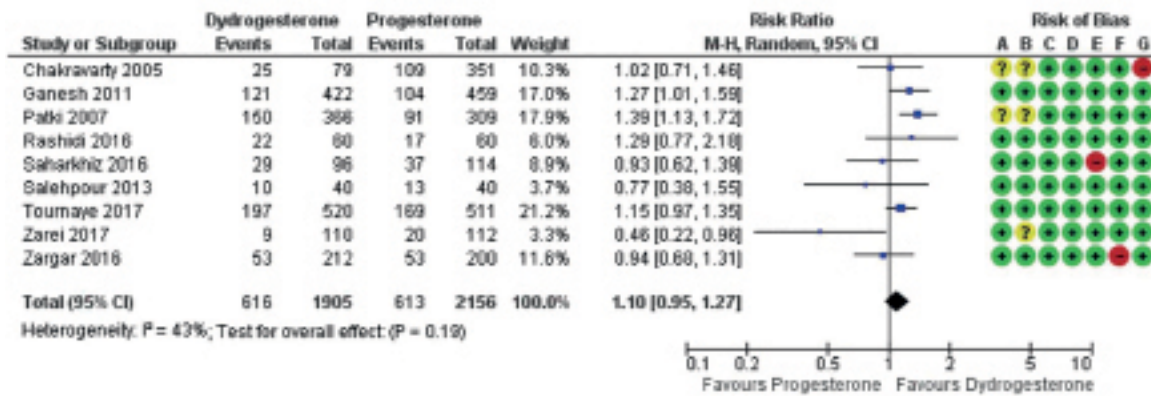 Dydrogesterone Progesterone Risk Ratio Risk of Bias
Study or Subgroup Events Total Events Total Weight M-H, Random, 95% CI A B C D E F G
Chakravarty 2005 25 79 109 351 10.3% 1.02 [0.71, 1.46] ? ? + + + + -
Ganesh 2011 121 422 104 459 17.0% 1.27 [1.01, 1.59] + + + + + + +
Patki 2007 150 366 91 309 17.9% 1.39 [1.13, 1.72] ? ? + + + + +
Rashidi 2016 22 60 17 60 6.0% 1.29 [0.77, 2.18] + + + + + + +
Saharkhiz 2016 29 96 37 114 8.9% 0.93 [0.62, 1.39] + + + + - + +
Salehpour 2013 10 40 13 40 3.7% 0.77 [0.38, 1.55] + + + + + + +
Tournaye 2017 197 520 169 511 21.2% 1.15 [0.97, 1.35] + + + + + + +
Zarei 2017 9 110 20 112 3.3% 0.46 [0.22, 0.96] + ? + + + + +
Zargar 2016 53 212 53 200 11.6% 0.94 [0.68, 1.31] + + + + + - +
Total (95% CI) 616 1905 613 2156 100.0% 1.10 [0.95, 1.27]
Heterogeneity: I² = 43%; Test for overall effect: (P = 0.19)
0.1 0.2 0.5 1 2 5 10
Favours Progesterone Favours Dydrogesterone